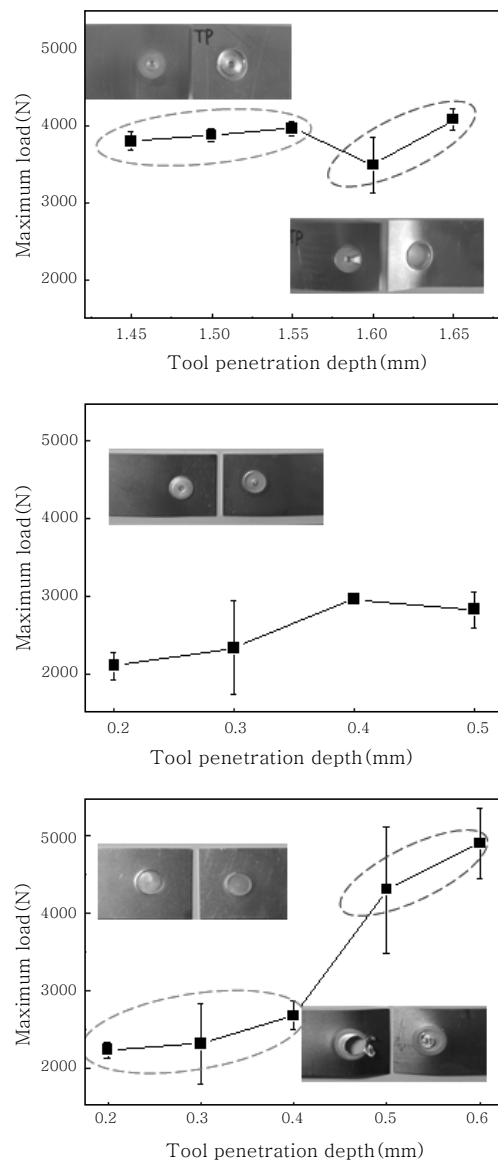 5000
4000
3000
2000
Maximum load(N)
TP
TP
1.45 1.50 1.55 1.60 1.65
Tool penetration depth(mm)
5000
4000
3000
2000
Maximum load(N)
0.2 0.3 0.4 0.5
Tool penetration depth(mm)
5000
4000
3000
2000
Maximum load(N)
0.2 0.3 0.4 0.5 0.6
Tool penetration depth(mm)